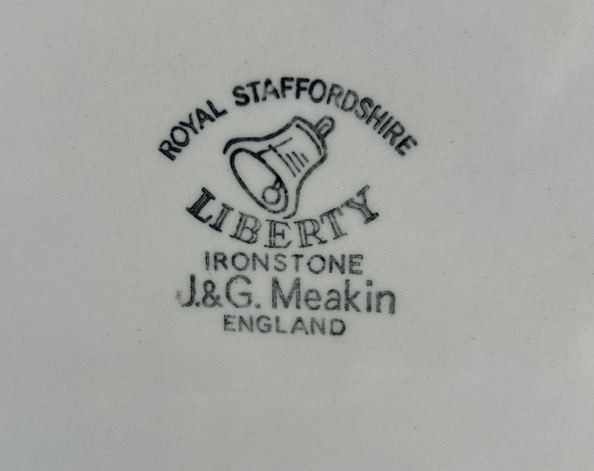 ROYAL STAFFORDSHIRE
LIBERTY
IRONSTONE
J.&G. Meakin
ENGLAND